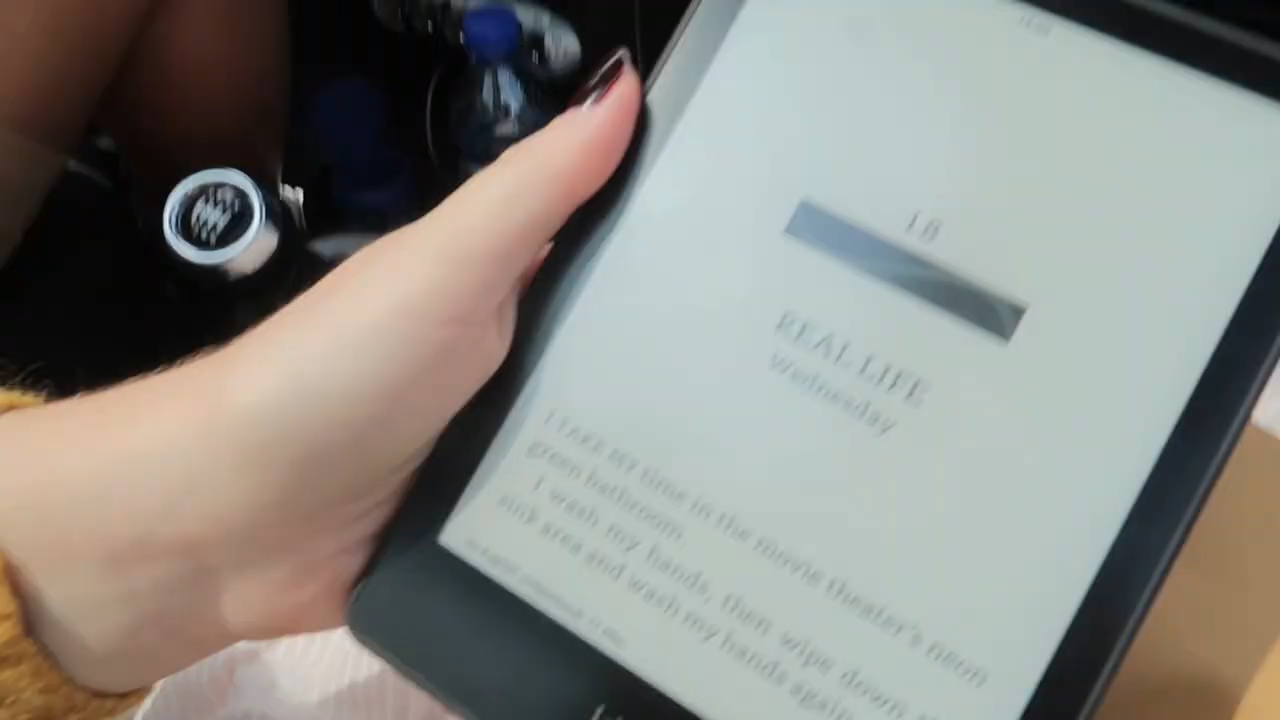 18
REAL LIFE
Wednesday
I TAKE my time in the movie theater's neon
green bathroom.
I wash my hands, then wipe down the
sink area and wash my hands again.